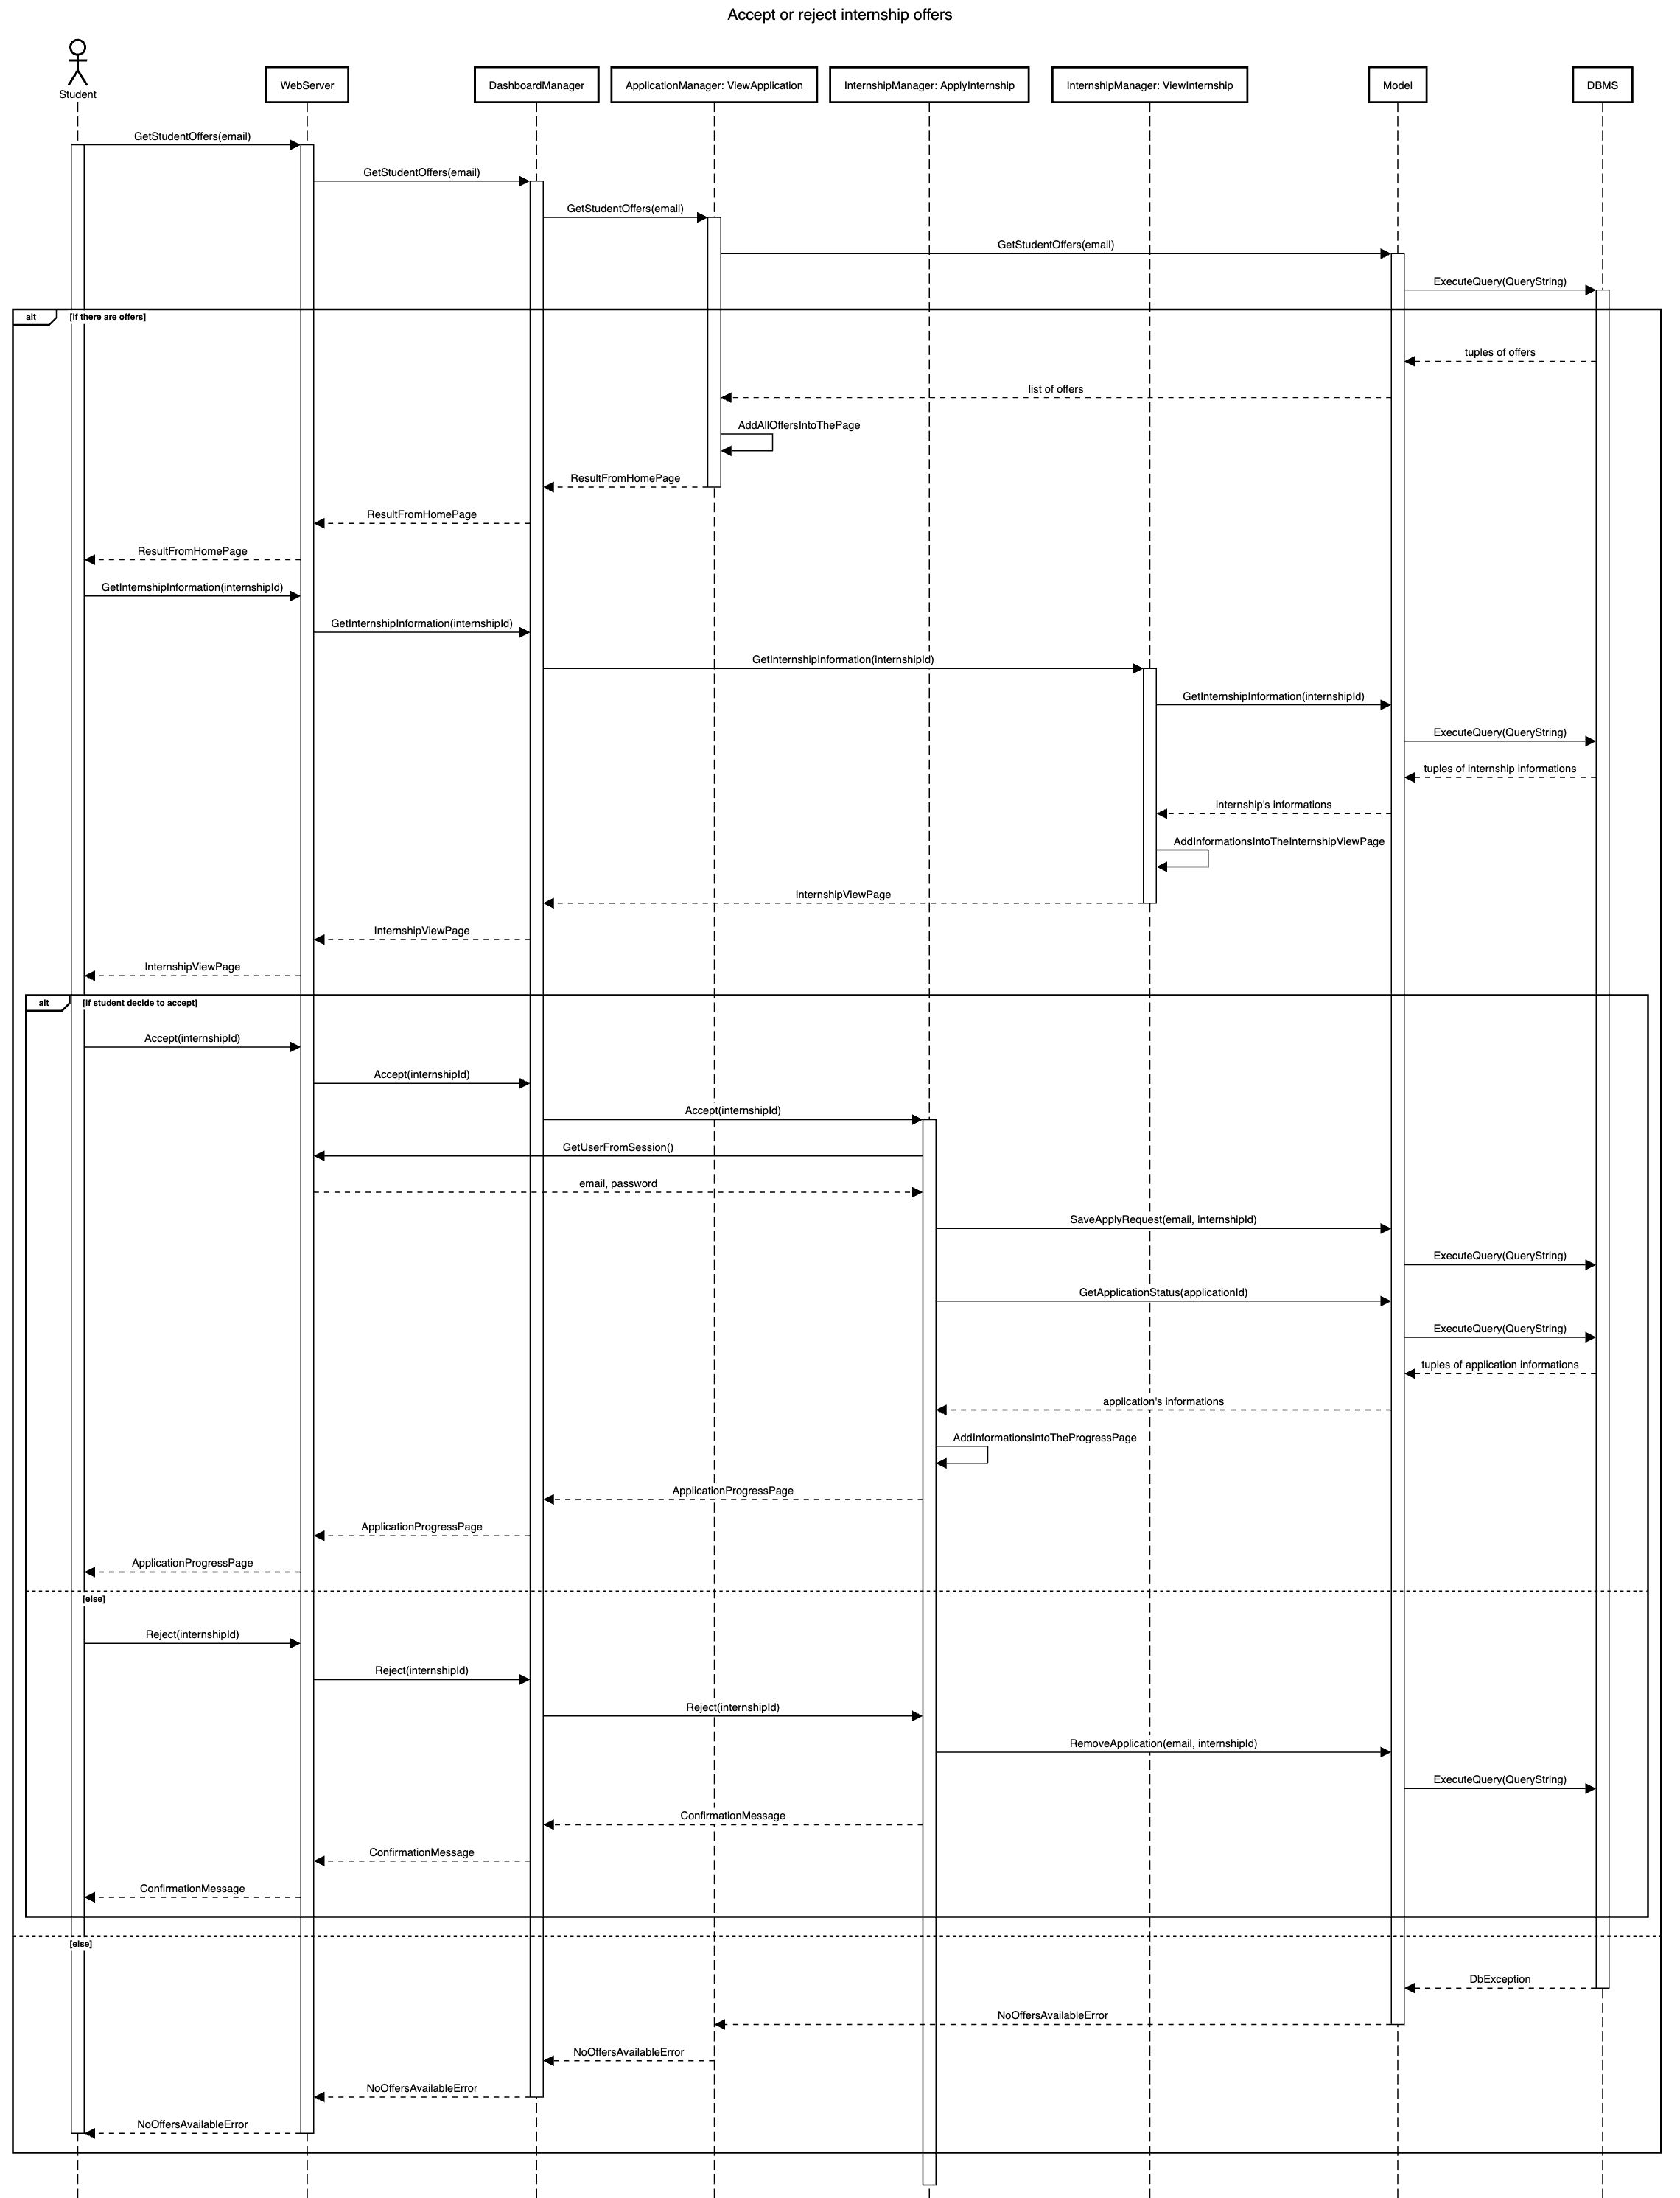 Accept or reject internship offers
Student
WebServer
DashboardManager
ApplicationManager: ViewApplication
InternshipManager: ApplyInternship
InternshipManager: ViewInternship
Model
DBMS
GetStudentOffers(email)
GetStudentOffers(email)
GetStudentOffers(email)
GetStudentOffers(email)
ExecuteQuery(QueryString)
alt
[if there are offers]
tuples of offers
list of offers
AddAllOffersIntoThePage
ResultFromHomePage
ResultFromHomePage
ResultFromHomePage
GetInternshipInformation(internshipId)
GetInternshipInformation(internshipId)
GetInternshipInformation(internshipId)
GetInternshipInformation(internshipId)
ExecuteQuery(QueryString)
tuples of internship informations
internship's informations
AddInformationsIntoTheInternshipViewPage
InternshipViewPage
InternshipViewPage
InternshipViewPage
alt
[if student decide to accept]
Accept(internshipId)
Accept(internshipId)
Accept(internshipId)
GetUserFromSession()
email, password
SaveApplyRequest(email, internshipId)
ExecuteQuery(QueryString)
GetApplicationStatus(applicationId)
ExecuteQuery(QueryString)
tuples of application informations
application's informations
AddInformationsIntoTheProgressPage
ApplicationProgressPage
ApplicationProgressPage
ApplicationProgressPage
[else]
Reject(internshipId)
Reject(internshipId)
Reject(internshipId)
RemoveApplication(email, internshipId)
ExecuteQuery(QueryString)
ConfirmationMessage
ConfirmationMessage
ConfirmationMessage
[else]
DbException
NoOffersAvailableError
NoOffersAvailableError
NoOffersAvailableError
NoOffersAvailableError